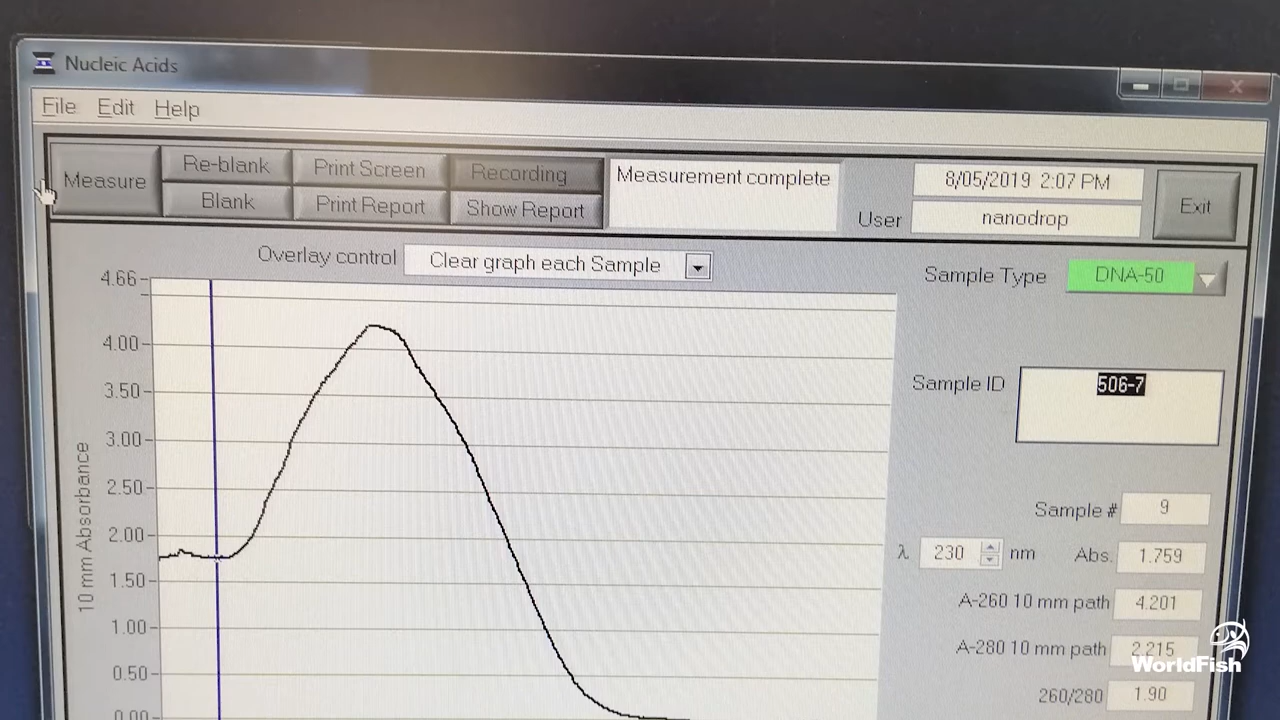 Nucleic Acids
File Edit Help
Measure
Re-blank
Blank
Print Screen
Print Report
Recording
Show Report
Measurement complete
8/05/2019 2:07 PM
User nanodrop
Exit
Overlay control Clear graph each Sample
Sample Type DNA-50
Sample ID 506-7
10 mm Absorbance
4.66
4.00
3.50
3.00
2.50
2.00
1.50
1.00
0.50
0.00
Sample # 9
λ 230 nm Abs. 1.759
A-260 10 mm path 4.201
A-280 10 mm path 2.215
260/280 1.90
WorldFish